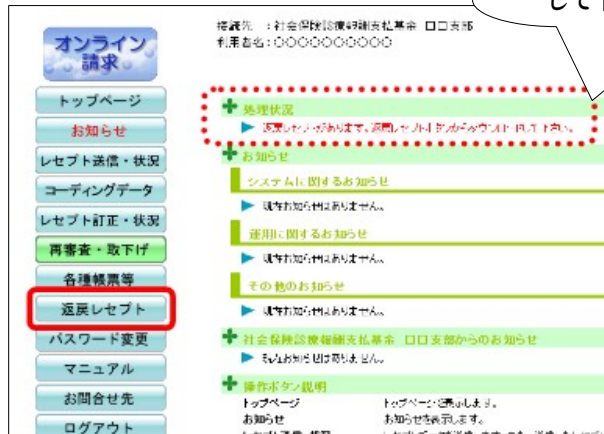 して
接続先 :社会保険診療報酬支払基金 ロロ支部
利用者名:○○○○○○○○○○
オンライン
請求
トップページ
お知らせ
レセプト送信・状況
コーディングデータ
レセプト訂正・状況
再審査・取下げ
各種帳票等
返戻レセプト
パスワード変更
マニュアル
お問合せ先
ログアウト
処理状況
返戻レセプトがあります。返戻レセプトボタンからダウンロードして下さい。
お知らせ
システムに関するお知らせ
現在お知らせはありません。
運用に関するお知らせ
現在お知らせはありません。
その他のお知らせ
現在お知らせはありません。
社会保険診療報酬支払基金 ロロ支部からのお知らせ
現在お知らせはありません。
操作ボタン説明
トップページ トップページを表示します。
お知らせ お知らせを表示します。